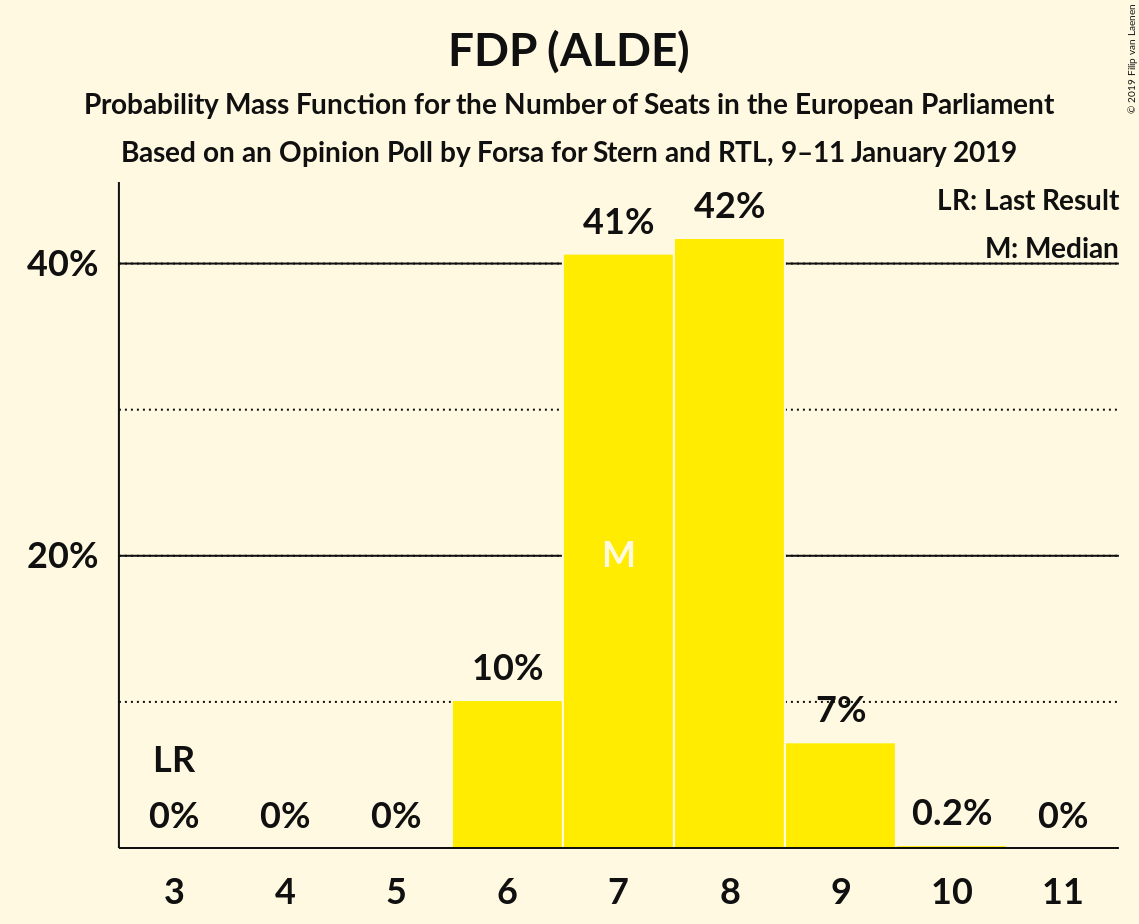 FDP (ALDE)
Probability Mass Function for the Number of Seats in the European Parliament
Based on an Opinion Poll by Forsa for Stern and RTL, 9–11 January 2019
© 2019 Filip van Laenen
LR: Last Result
M: Median
40%
20%
LR
0%
0%
0%
10%
41%
M
42%
7%
0.2%
0%
3 4 5 6 7 8 9 10 11